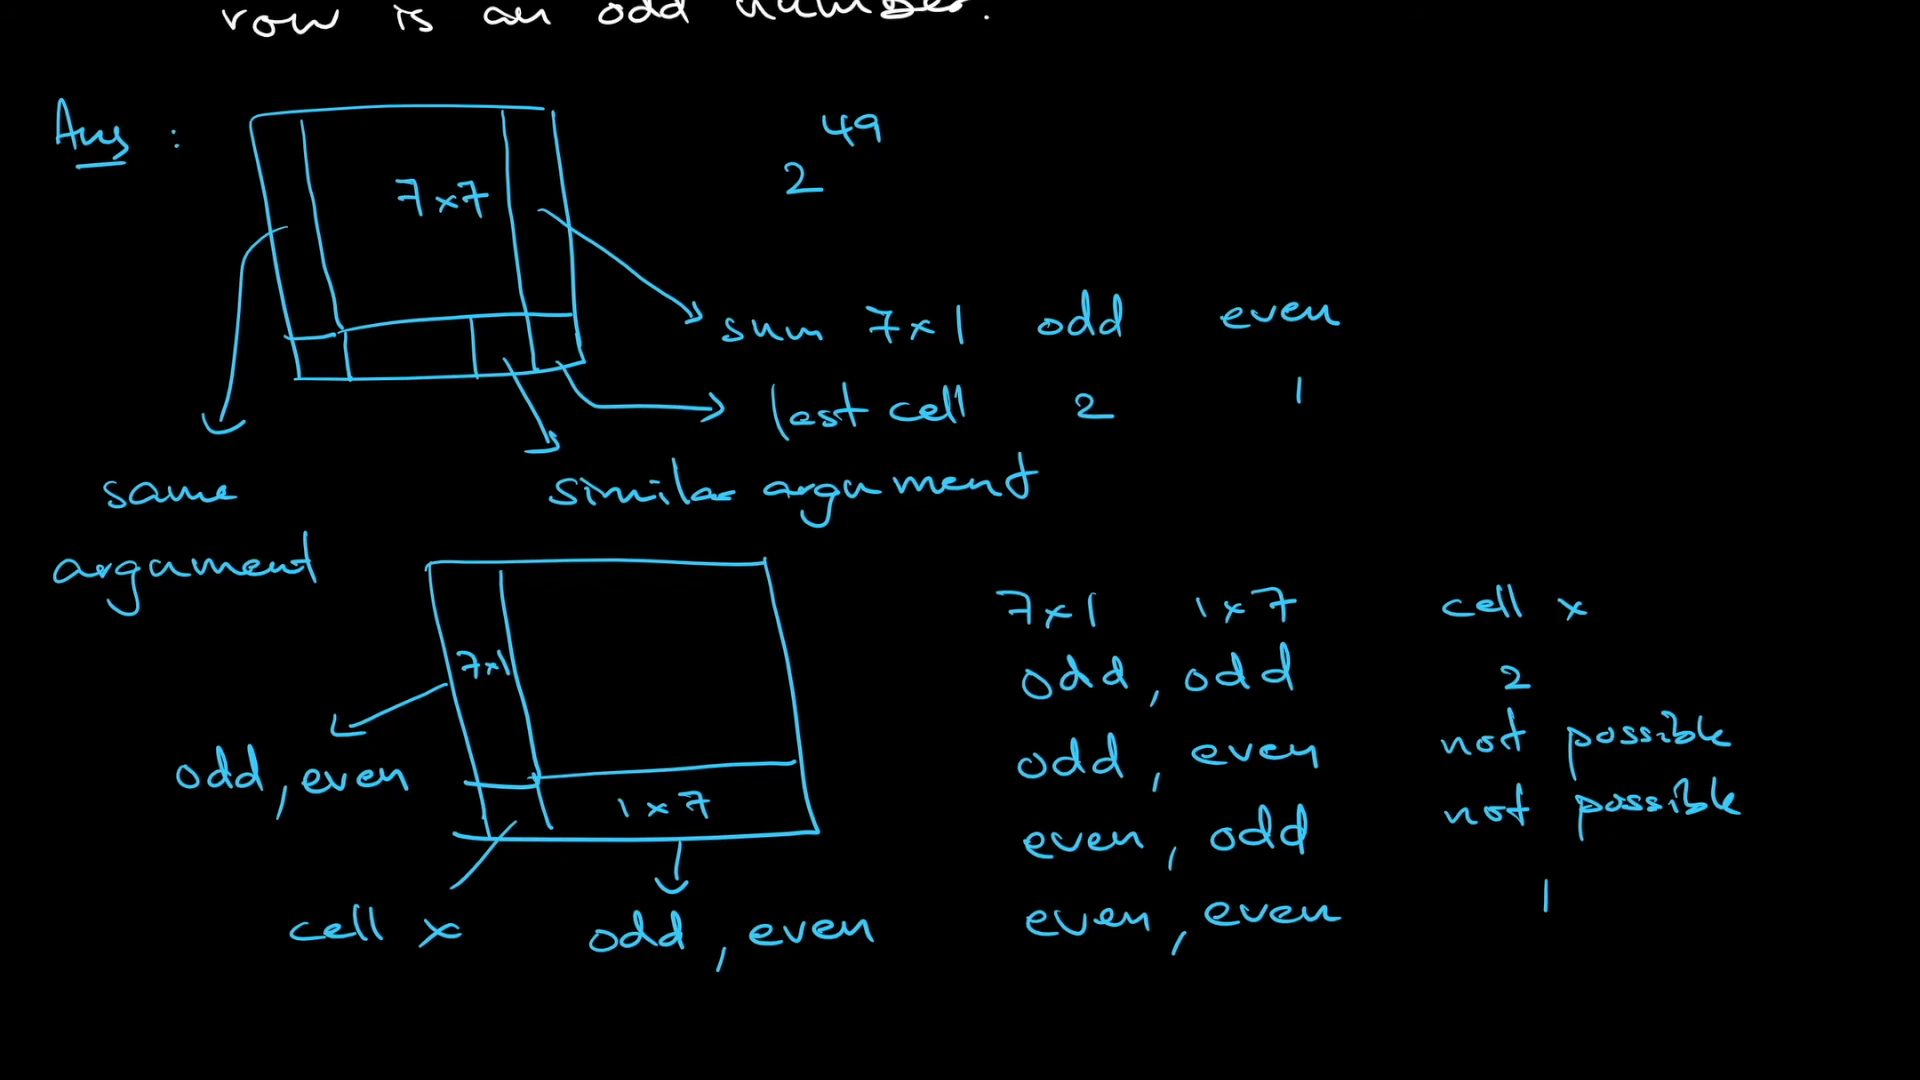 row is an odd number.
Ans :
2^49
7x7
sum 7x1 odd even
last cell 2 1
same argument
similar argument
7x1 1x7 cell x
7x1
odd, odd 2
odd, even
odd, even not possible
1x7
even, odd not possible
cell x
odd, even
even, even 1